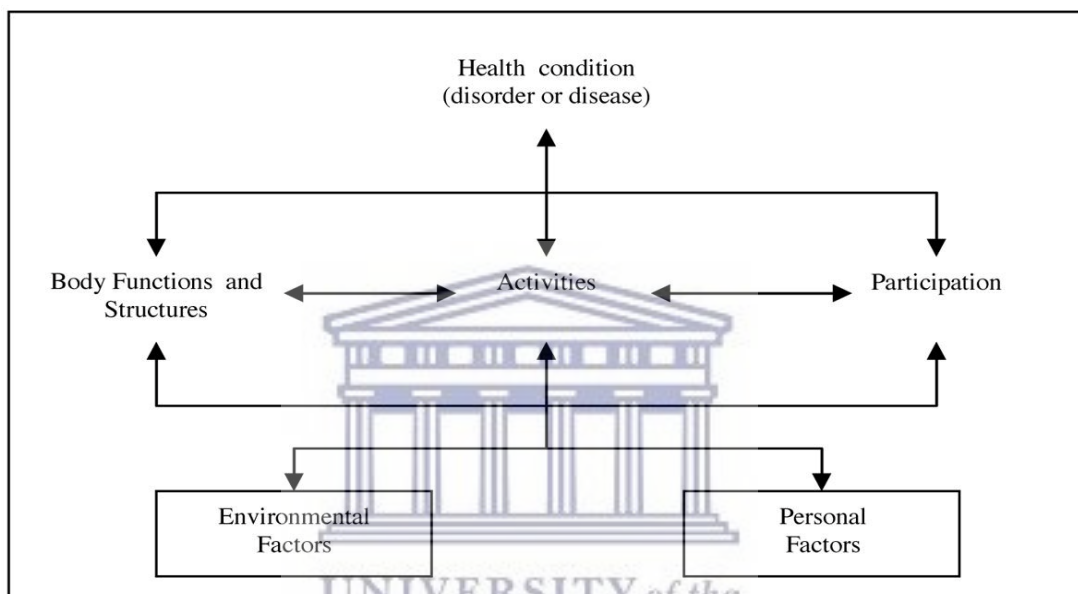 Health condition
(disorder or disease)
Body Functions and
Structures
Activities
Participation
Environmental
Factors
Personal
Factors
UNIVERSITY of the